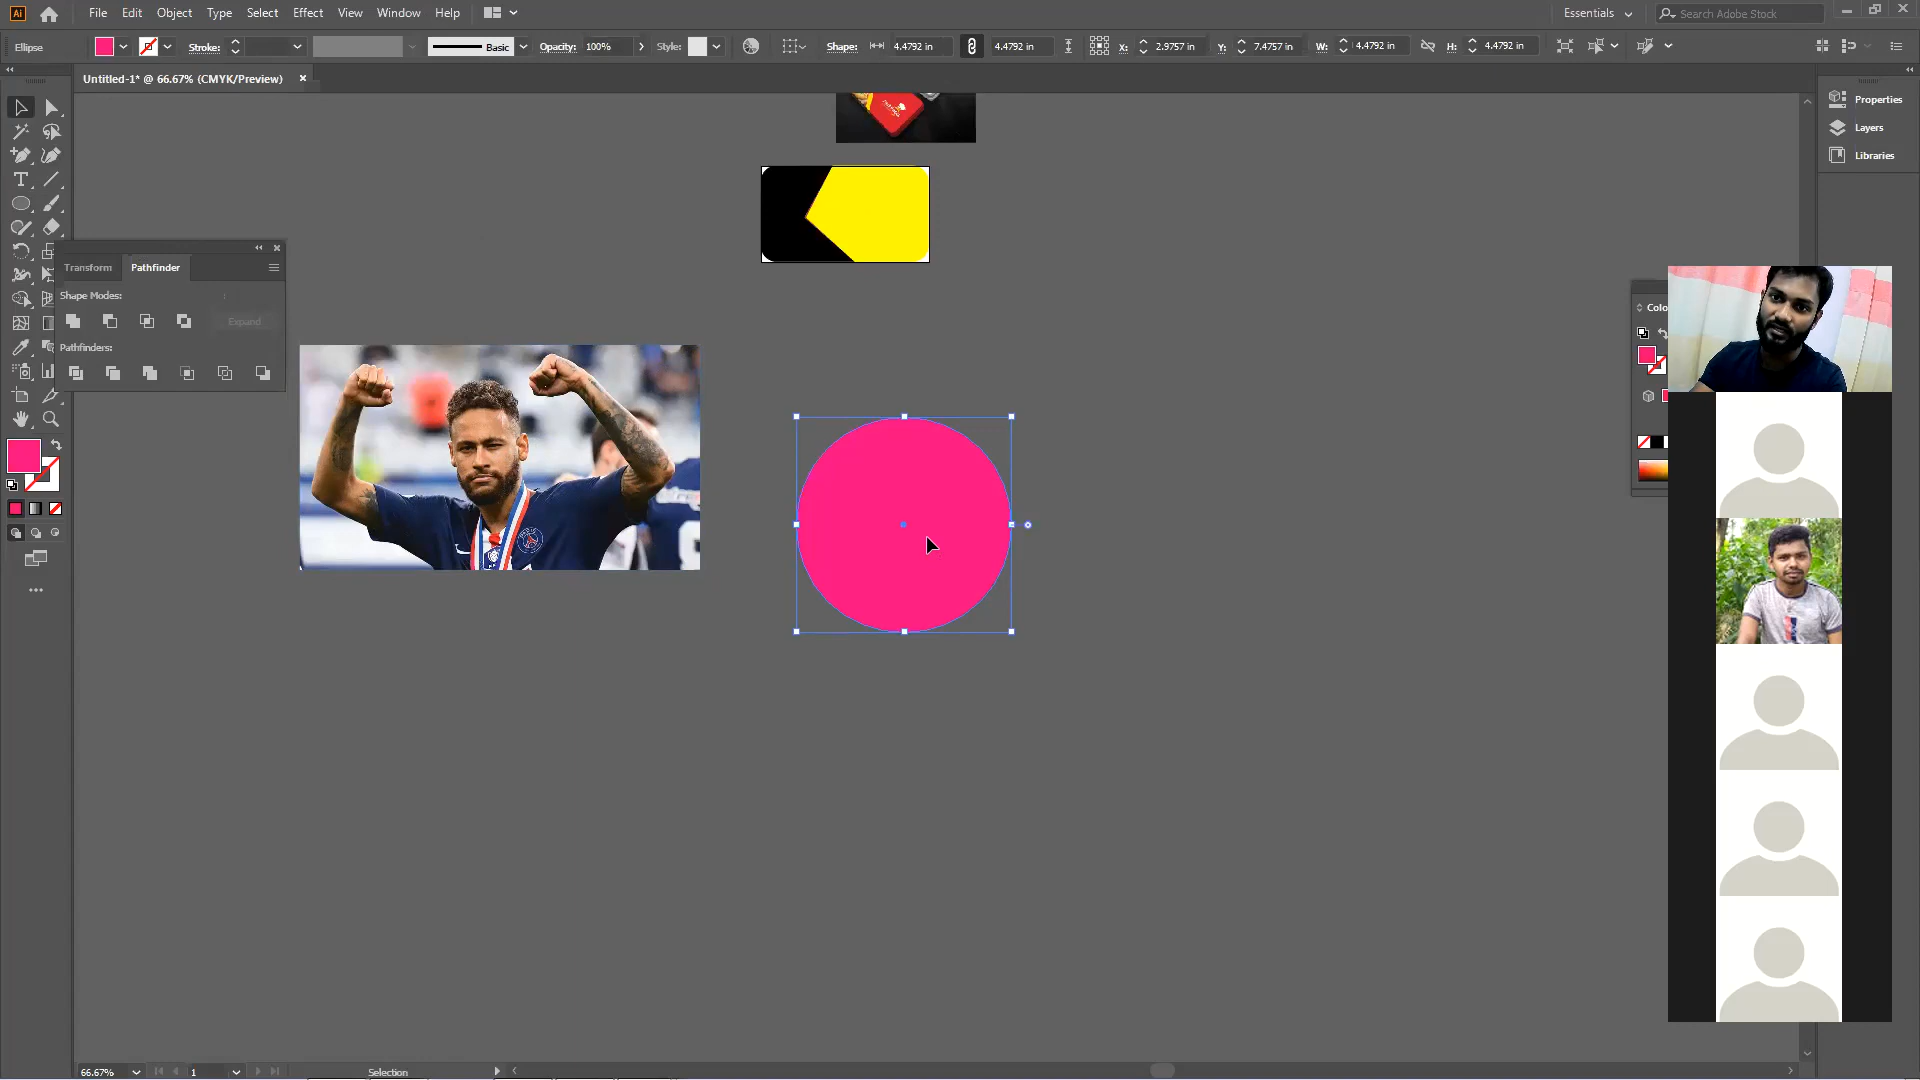 Ai File Edit Object Type Select Effect View Window Help Essentials Search Adobe Stock
Ellipse Stroke: Basic Opacity: 100% Style: Shape: 4.4792 in 4.4792 in X: 2.9757 in Y: 7.4757 in W: 4.4792 in H: 4.4792 in
Untitled-1* @ 66.67% (CMYK/Preview)
Properties
Layers
Libraries
Transform Pathfinder
Shape Modes:
Expand
Pathfinders:
Colo
66.67% 1 Selection